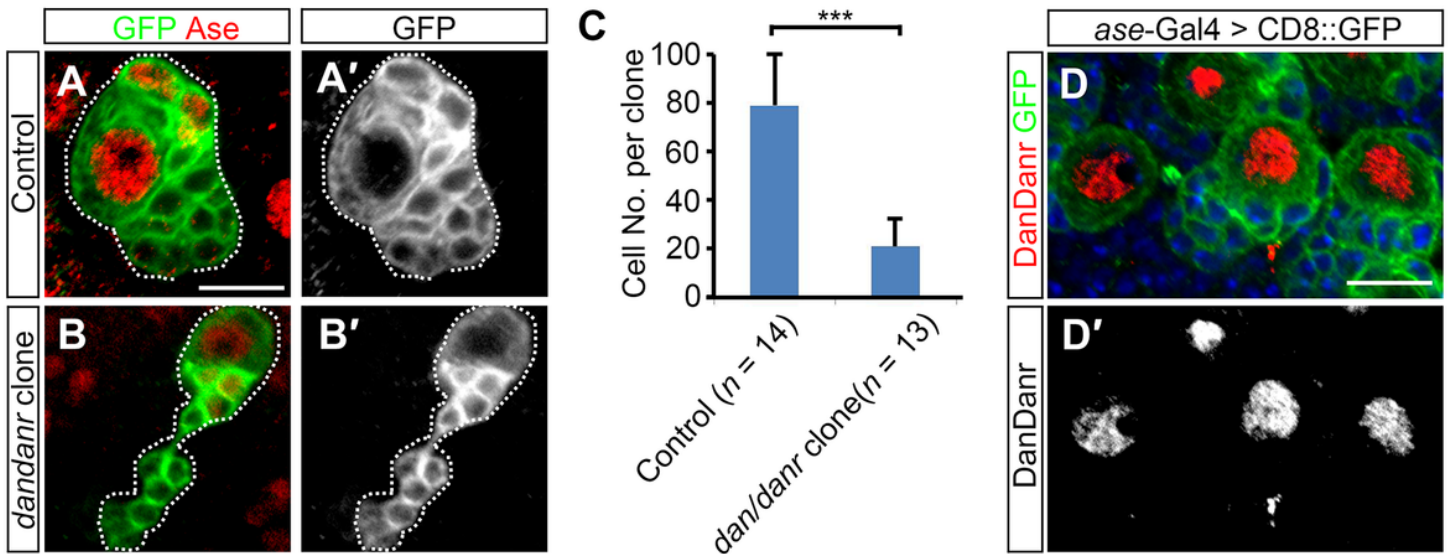 GFP Ase
GFP
Control
A
A′
dandanr clone
B
B′
C
***
Cell No. per clone
100
80
60
40
20
0
Control (n = 14)
dan/danr clone(n = 13)
ase-Gal4 > CD8::GFP
DanDanr GFP
D
DanDanr
D′